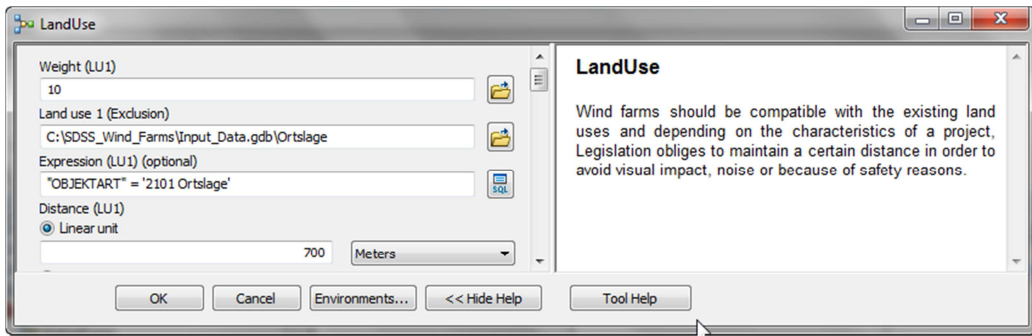 LandUse
Weight (LU1)
10
Land use 1 (Exclusion)
C:\SDSS_Wind_Farms\Input_Data.gdb\Ortslage
Expression (LU1) (optional)
"OBJEKTART" = '2101 Ortslage'
SQL
Distance (LU1)
Linear unit
700 Meters
LandUse
Wind farms should be compatible with the existing land
uses and depending on the characteristics of a project,
Legislation obliges to maintain a certain distance in order to
avoid visual impact, noise or because of safety reasons.
OK Cancel Environments... << Hide Help Tool Help